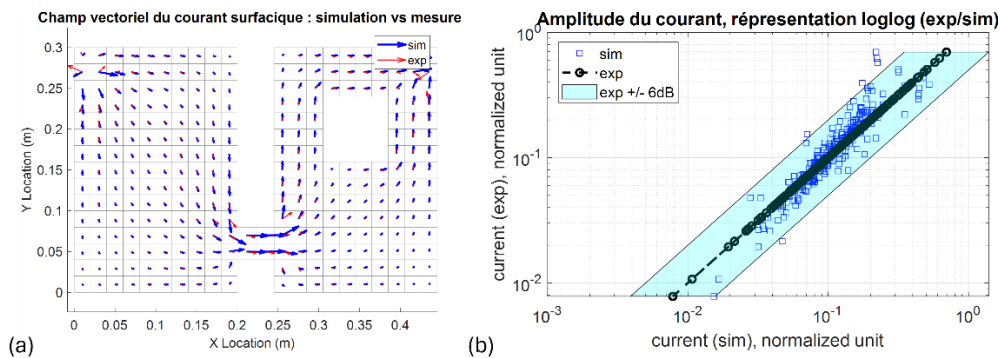 Champ vectoriel du courant surfacique : simulation vs mesure
sim
exp
0.3
0.25
0.2
0.15
0.1
0.05
0
Y Location (m)
0 0.05 0.1 0.15 0.2 0.25 0.3 0.35 0.4
X Location (m)
(a)
Amplitude du courant, répresentation loglog (exp/sim)
sim
exp
exp +/- 6dB
10^0
10^-1
10^-2
current (exp), normalized unit
10^-3 10^-2 10^-1 10^0
current (sim), normalized unit
(b)